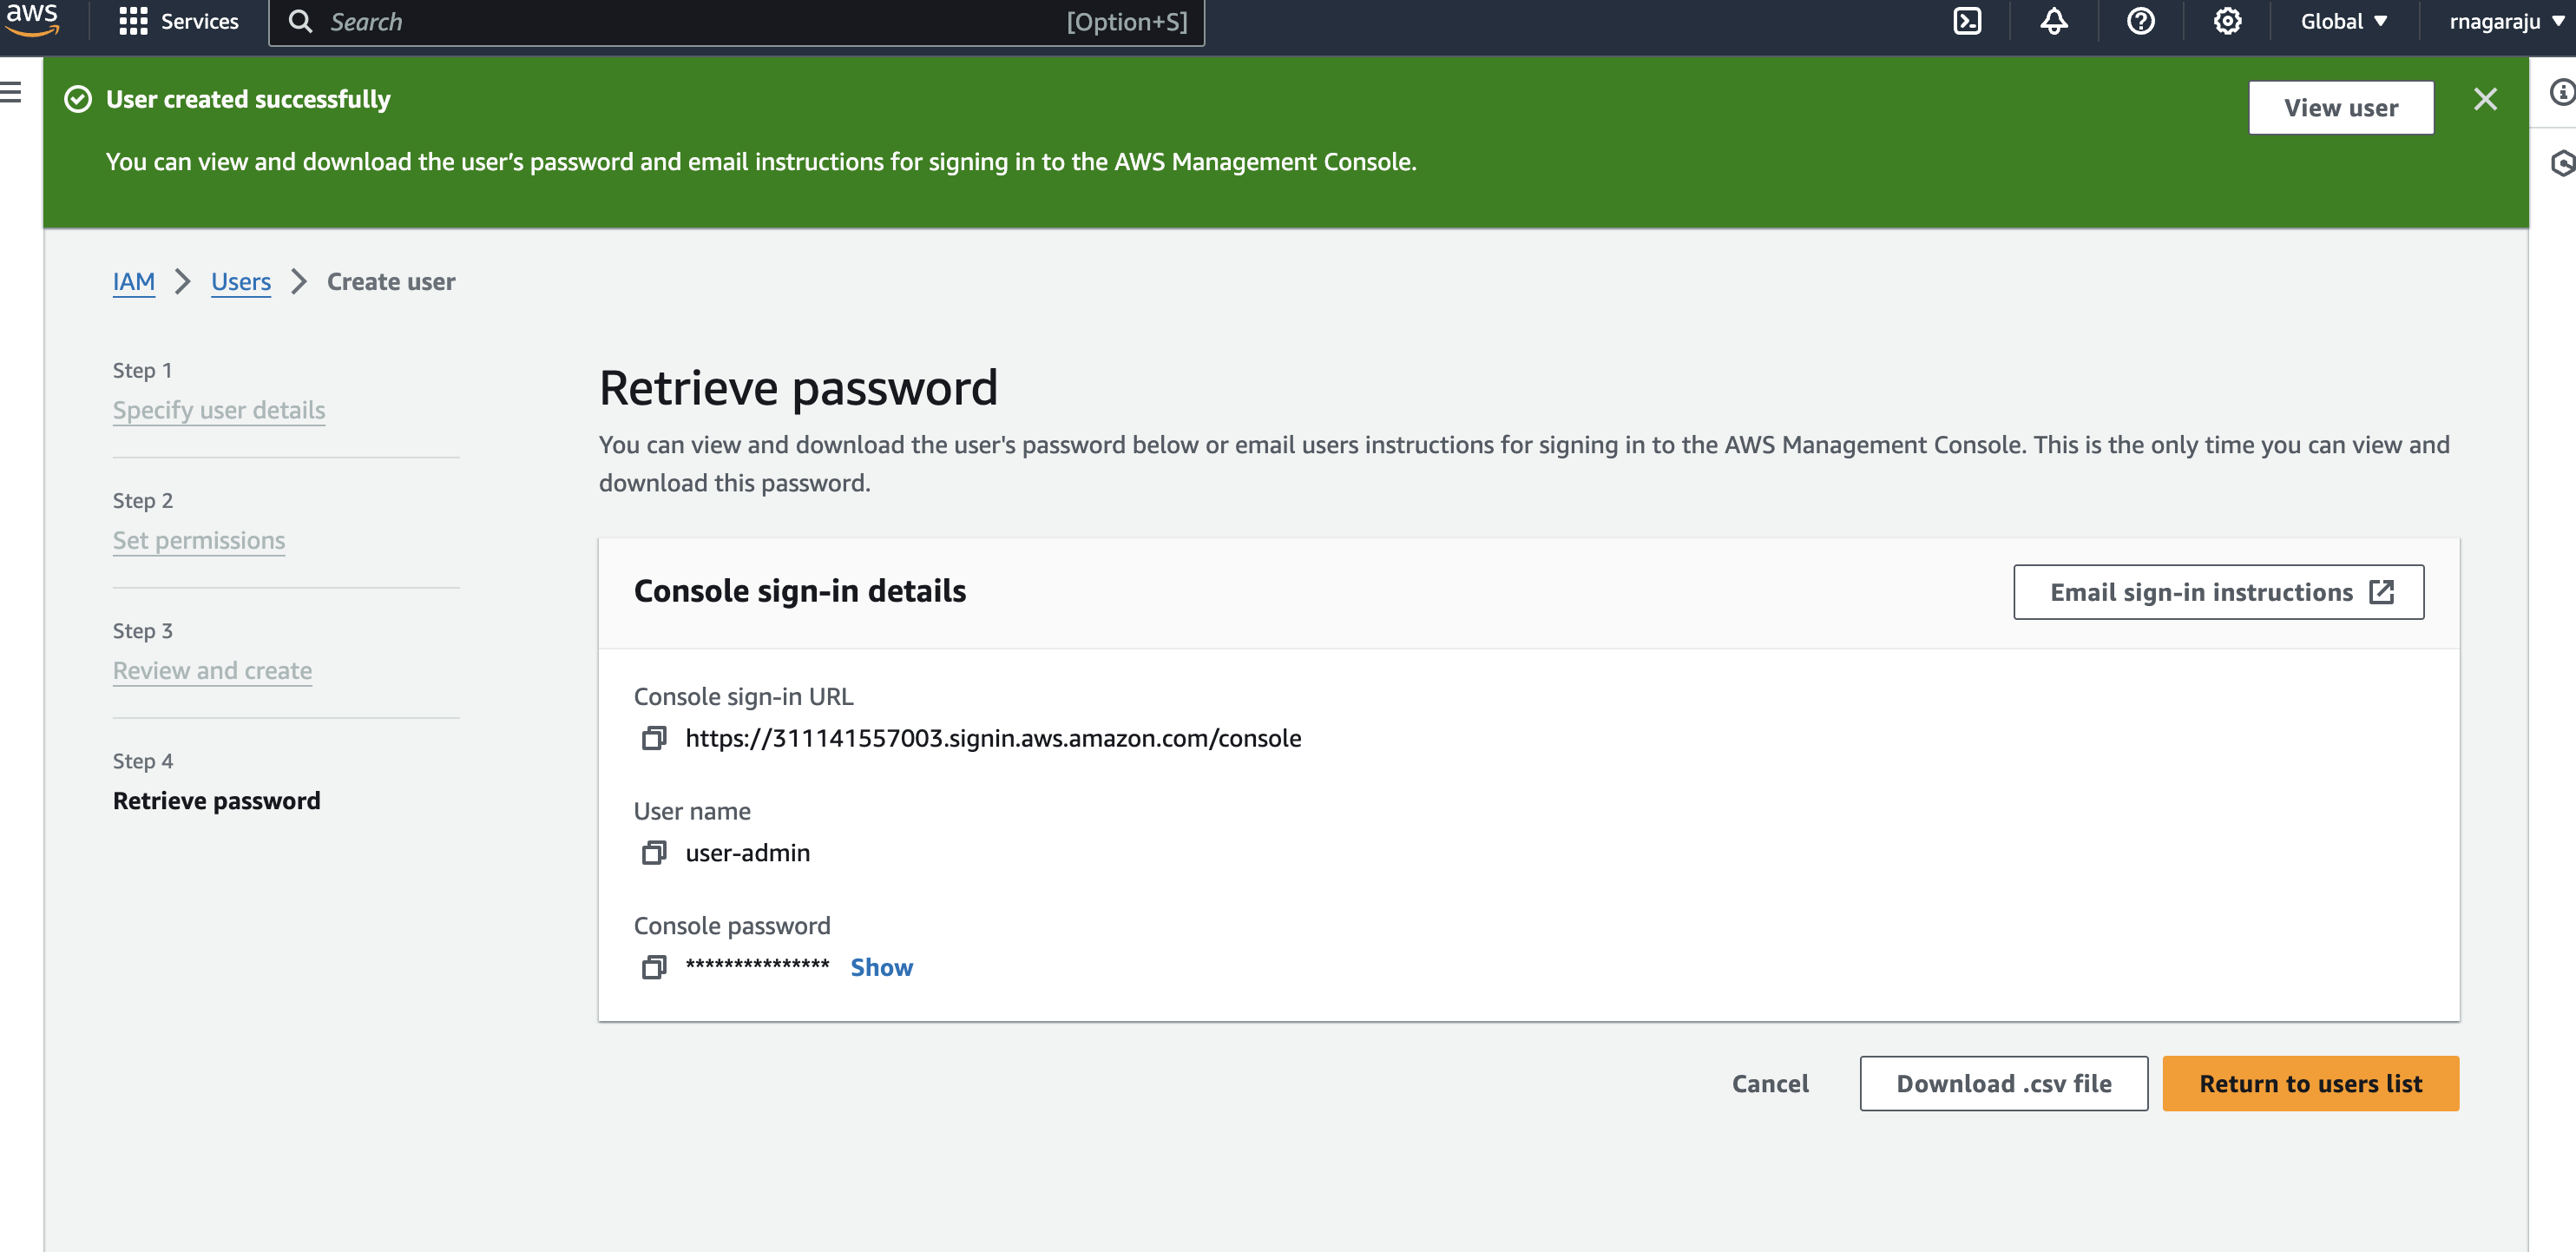 aws
Services
Search
[Option+S]
Global
rnagaraju
User created successfully
View user
You can view and download the user’s password and email instructions for signing in to the AWS Management Console.
IAM
Users
Create user
Step 1
Specify user details
Step 2
Set permissions
Step 3
Review and create
Step 4
Retrieve password
Retrieve password
You can view and download the user's password below or email users instructions for signing in to the AWS Management Console. This is the only time you can view and
download this password.
Console sign-in details
Email sign-in instructions
Console sign-in URL
https://311141557003.signin.aws.amazon.com/console
User name
user-admin
Console password
***************
Show
Cancel
Download .csv file
Return to users list